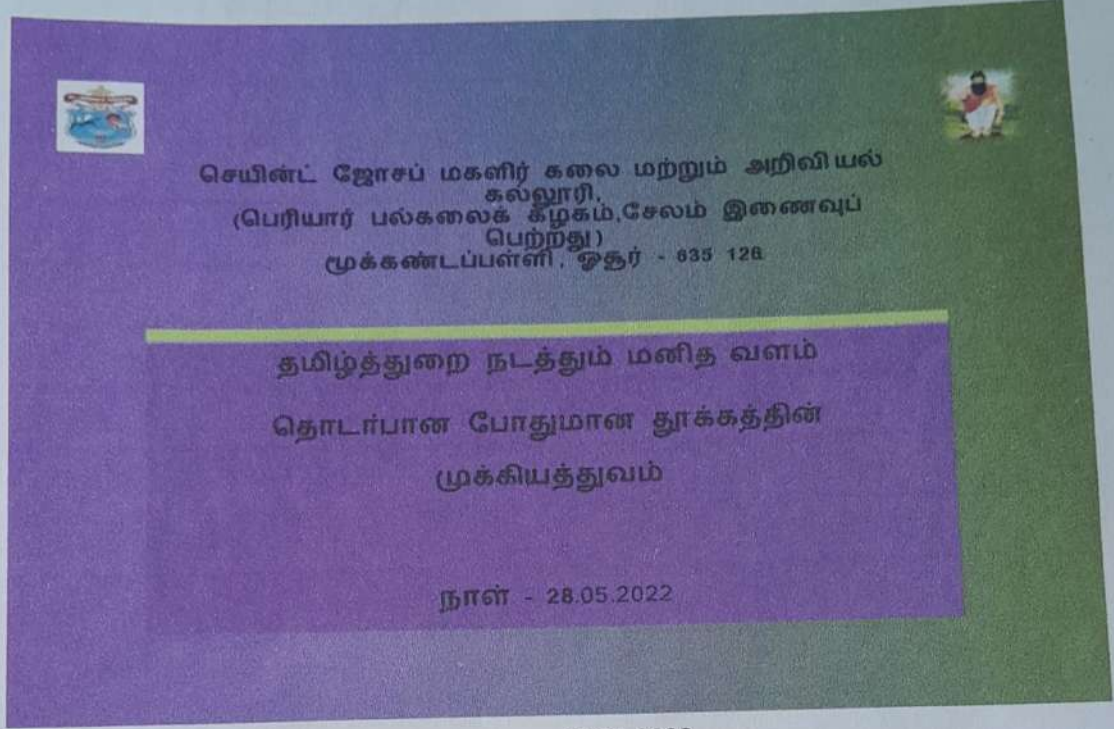 செயின்ட் ஜோசப் மகளிர் கலை மற்றும் அறிவியல்
கல்லூரி,
(பெரியார் பல்கலைக் கீழகம்,சேலம் இணைவுப்
பெற்றது)
மூக்கண்டப்பள்ளி, ஓசூர் - 635 126
தமிழ்த்துறை நடத்தும் மனித வளம்
தொடர்பான போதுமான தூக்கத்தின்
முக்கியத்துவம்
நாள் - 28.05.2022